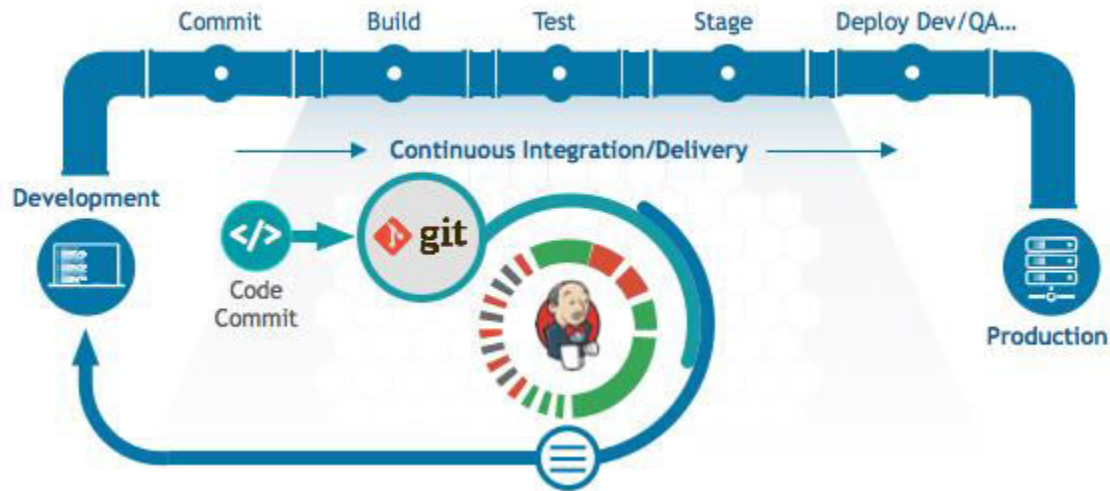 Commit
Build
Test
Stage
Deploy Dev/QA...
Continuous Integration/Delivery
Development
</>
git
Code
Commit
Production